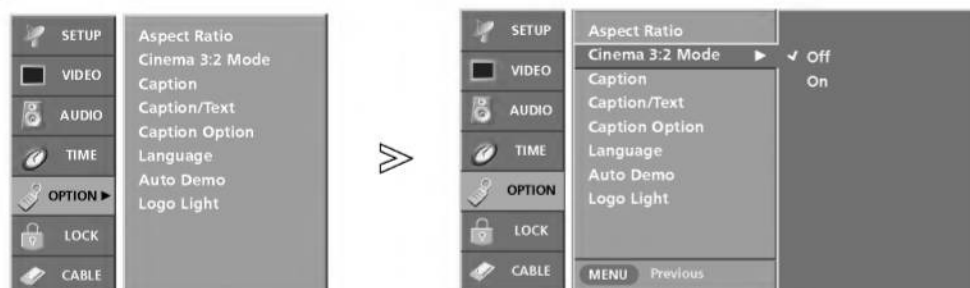 SETUP
VIDEO
AUDIO
TIME
OPTION ►
LOCK
CABLE
Aspect Ratio
Cinema 3:2 Mode
Caption
Caption/Text
Caption Option
Language
Auto Demo
Logo Light
SETUP
VIDEO
AUDIO
TIME
OPTION
LOCK
CABLE
Aspect Ratio
Cinema 3:2 Mode ►
Caption
Caption/Text
Caption Option
Language
Auto Demo
Logo Light
MENU Previous
✓ Off
On